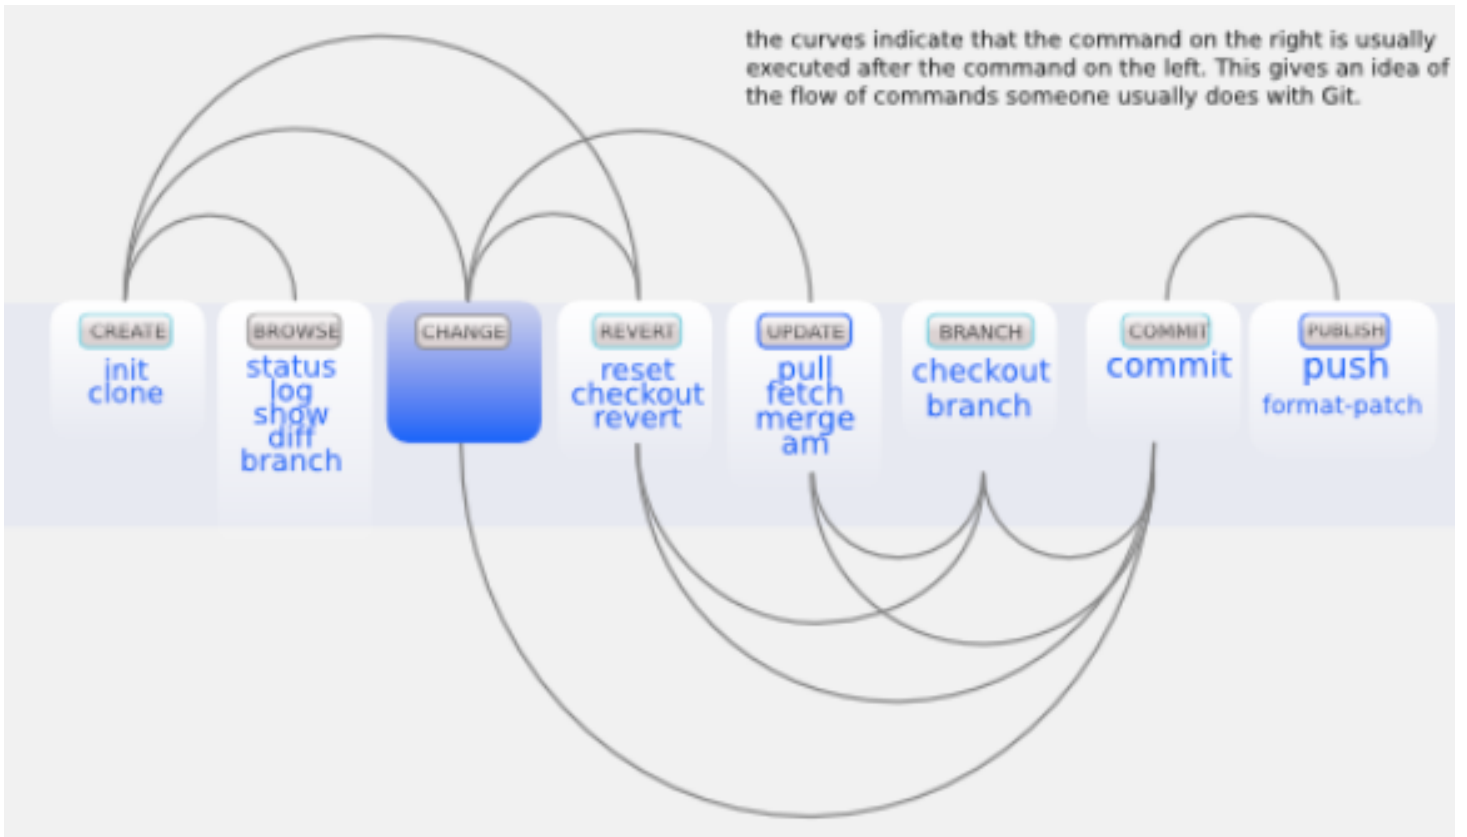 the curves indicate that the command on the right is usually
executed after the command on the left. This gives an idea of
the flow of commands someone usually does with Git.
CREATE
init
clone
BROWSE
status
log
show
diff
branch
CHANGE
REVERT
reset
checkout
revert
UPDATE
pull
fetch
merge
am
BRANCH
checkout
branch
COMMIT
commit
PUBLISH
push
format-patch